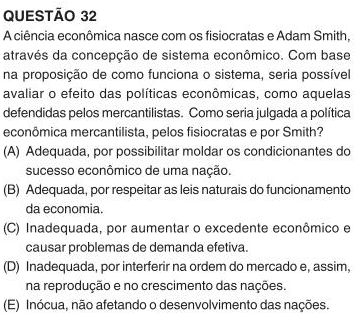 QUESTÃO 32
A ciência econômica nasce com os fisiocratas e Adam Smith,
através da concepção de sistema econômico. Com base
na proposição de como funciona o sistema, seria possível
avaliar o efeito das políticas econômicas, como aquelas
defendidas pelos mercantilistas. Como seria julgada a política
econômica mercantilista, pelos fisiocratas e por Smith?
(A) Adequada, por possibilitar moldar os condicionantes do
sucesso econômico de uma nação.
(B) Adequada, por respeitar as leis naturais do funcionamento
da economia.
(C) Inadequada, por aumentar o excedente econômico e
causar problemas de demanda efetiva.
(D) Inadequada, por interferir na ordem do mercado e, assim,
na reprodução e no crescimento das nações.
(E) Inócua, não afetando o desenvolvimento das nações.